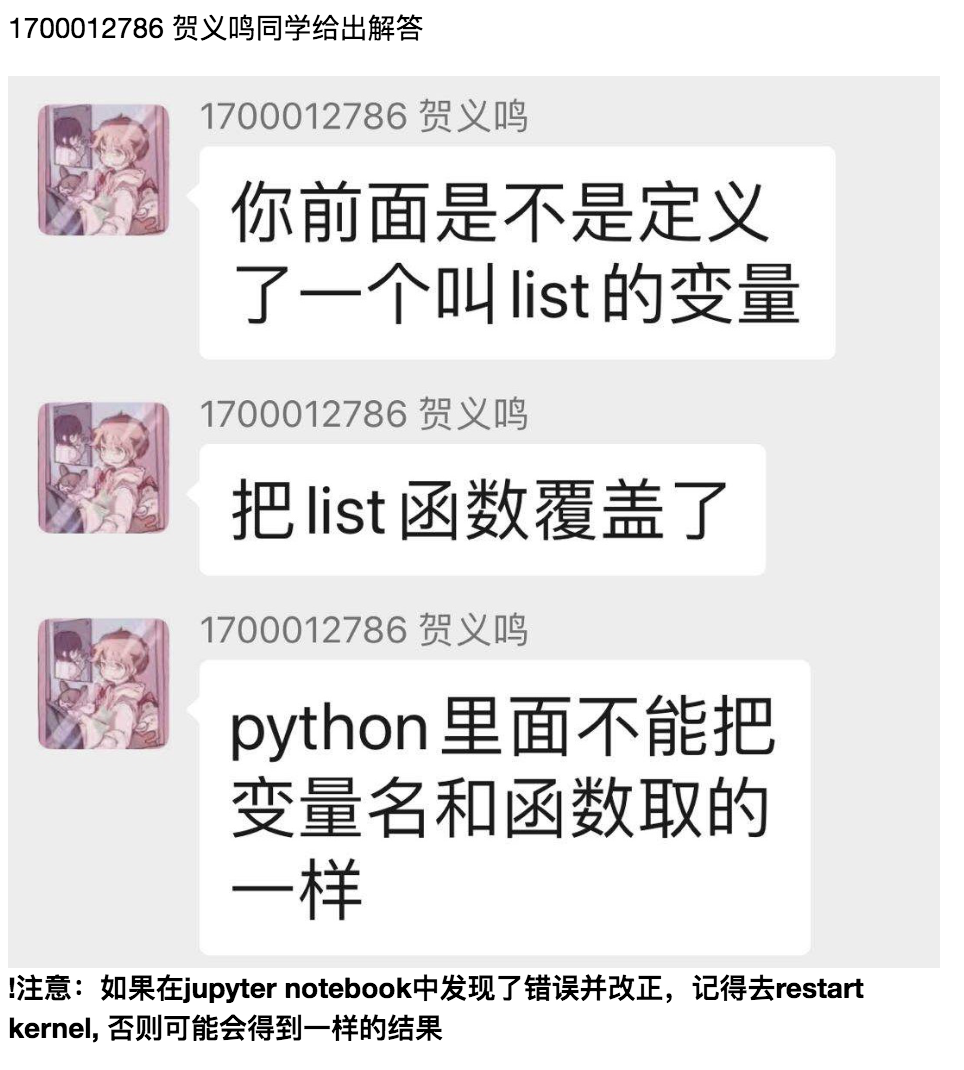 1700012786 贺义鸣同学给出解答
1700012786 贺义鸣
你前面是不是定义
了一个叫list的变量
1700012786 贺义鸣
把list函数覆盖了
1700012786 贺义鸣
python里面不能把
变量名和函数取的
一样
!注意：如果在jupyter notebook中发现了错误并改正，记得去restart
kernel, 否则可能会得到一样的结果